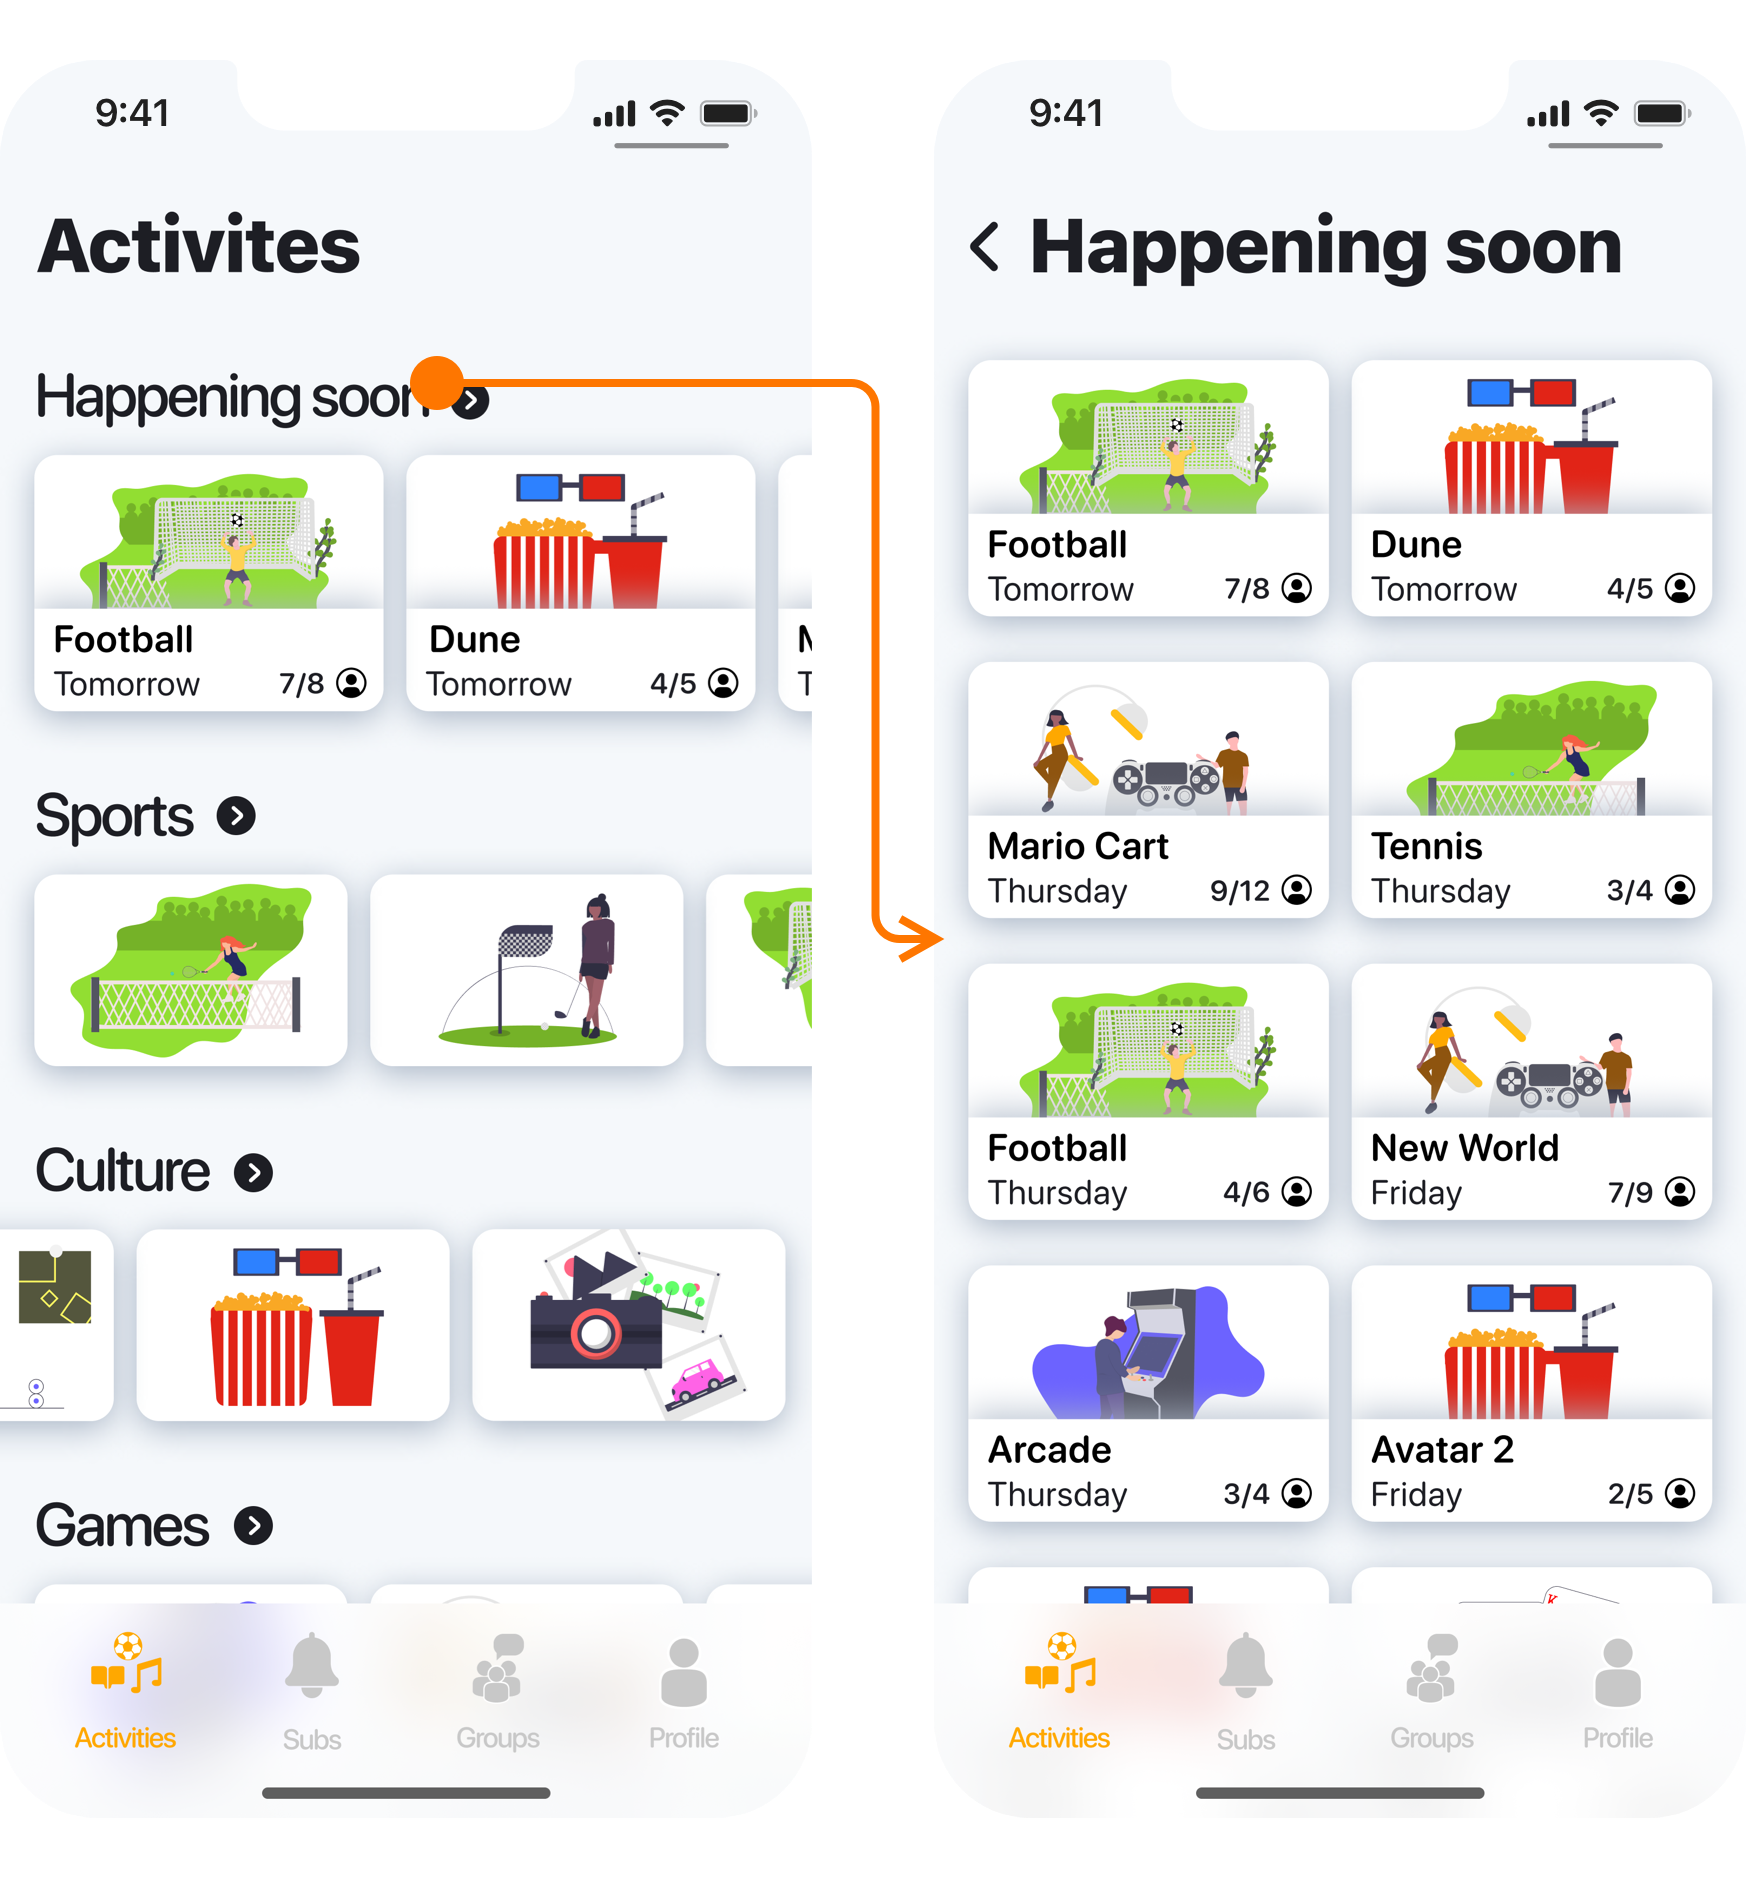 9:41
Activites
Happening soon
Football
Tomorrow 7/8
Dune
Tomorrow 4/5
Sports
Culture
Games
Activities
Subs
Groups
Profile
9:41
Happening soon
Football
Tomorrow 7/8
Dune
Tomorrow 4/5
Mario Cart
Thursday 9/12
Tennis
Thursday 3/4
Football
Thursday 4/6
New World
Friday 7/9
Arcade
Thursday 3/4
Avatar 2
Friday 2/5
K
Activities
Subs
Groups
Profile